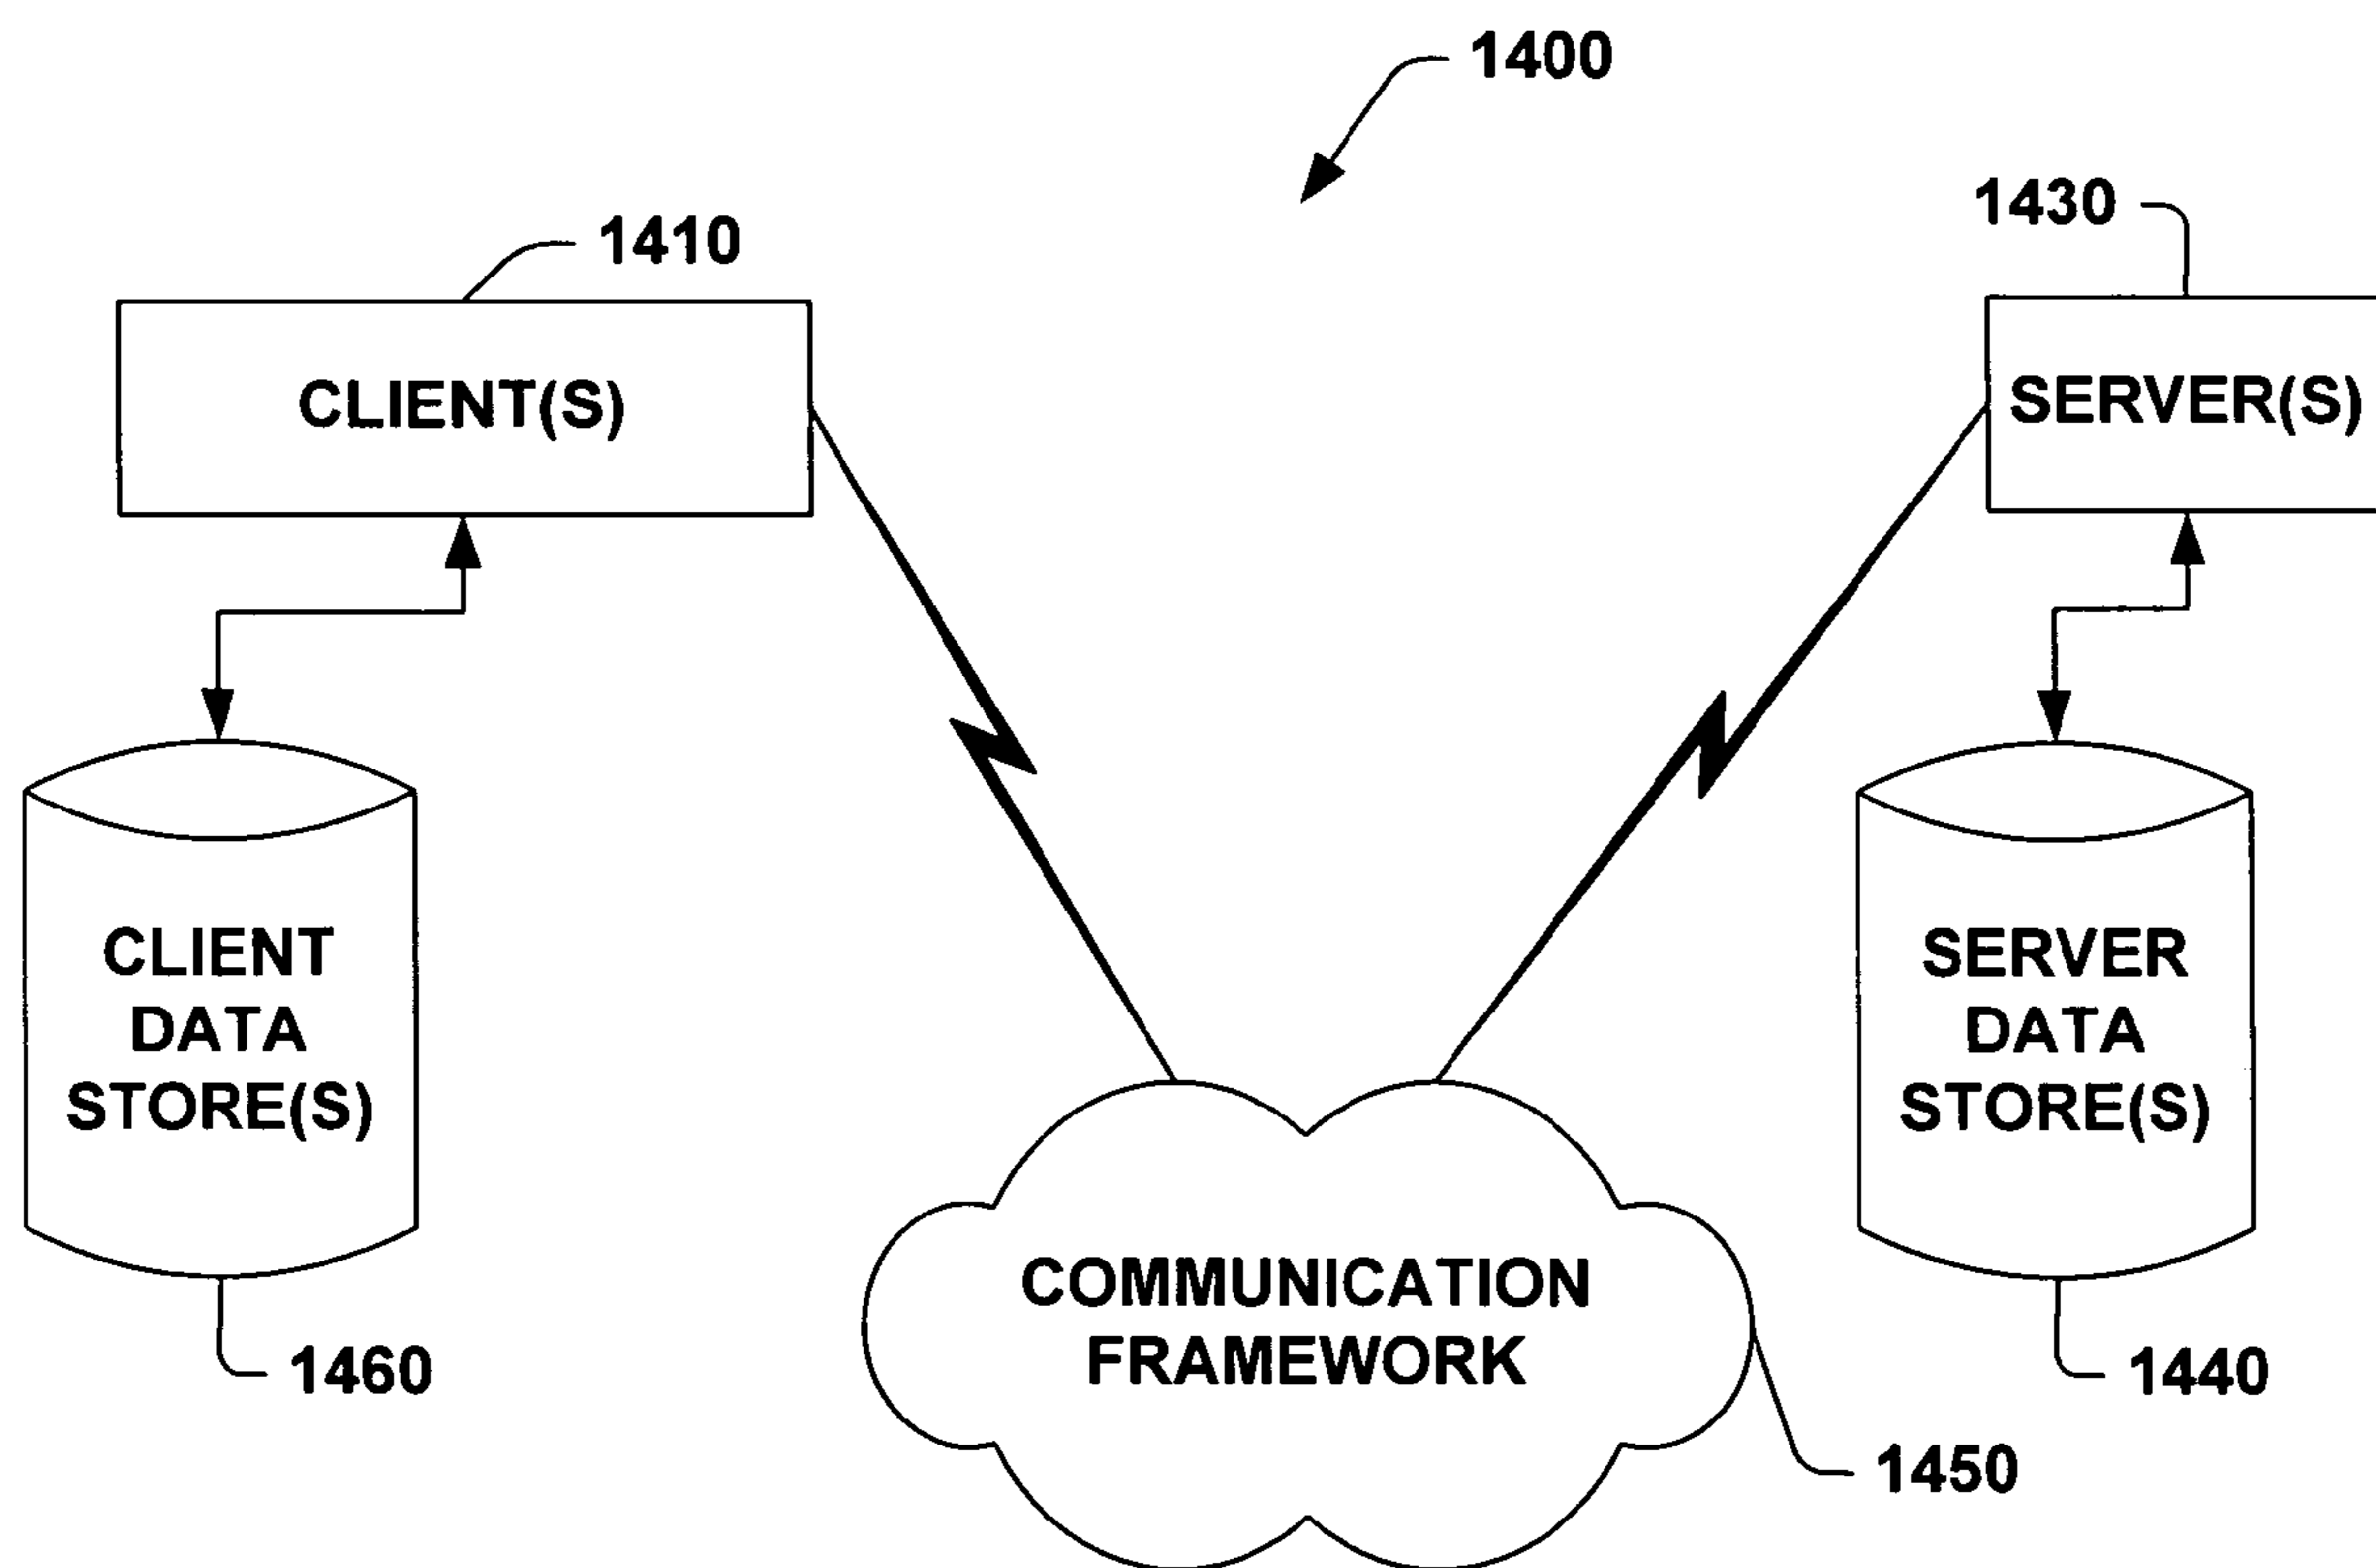 1400
1430
1410
CLIENT(S)
SERVER(S)
CLIENT
DATA
STORE(S)
SERVER
DATA
STORE(S)
COMMUNICATION
FRAMEWORK
1460
1440
1450